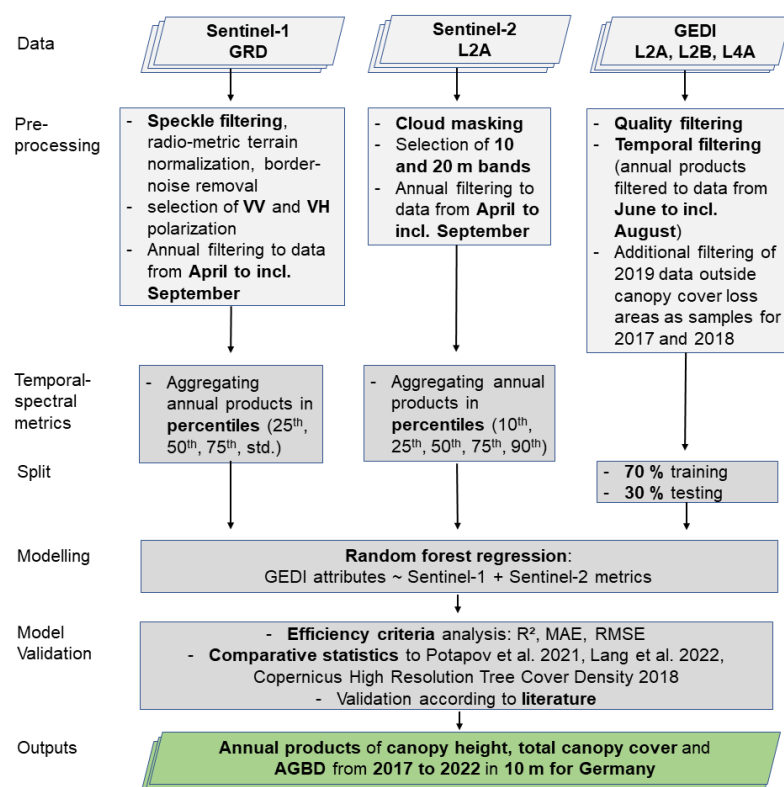 Data
Sentinel-1
GRD
Sentinel-2
L2A
GEDI
L2A, L2B, L4A
Pre-
processing
- Speckle filtering,
radio-metric terrain
normalization, border-
noise removal
- selection of VV and VH
polarization
- Annual filtering to data
from April to incl.
September
- Cloud masking
- Selection of 10
and 20 m bands
- Annual filtering to
data from April to
incl. September
- Quality filtering
- Temporal filtering
(annual products
filtered to data from
June to incl.
August)
- Additional filtering of
2019 data outside
canopy cover loss
areas as samples for
2017 and 2018
Temporal-
spectral
metrics
- Aggregating
annual products in
percentiles (25th,
50th, 75th, std.)
- Aggregating annual
products in
percentiles (10th,
25th, 50th, 75th, 90th)
Split
- 70 % training
- 30 % testing
Modelling
Random forest regression:
GEDI attributes ~ Sentinel-1 + Sentinel-2 metrics
Model
Validation
- Efficiency criteria analysis: R², MAE, RMSE
- Comparative statistics to Potapov et al. 2021, Lang et al. 2022,
Copernicus High Resolution Tree Cover Density 2018
- Validation according to literature
Outputs
Annual products of canopy height, total canopy cover and
AGBD from 2017 to 2022 in 10 m for Germany